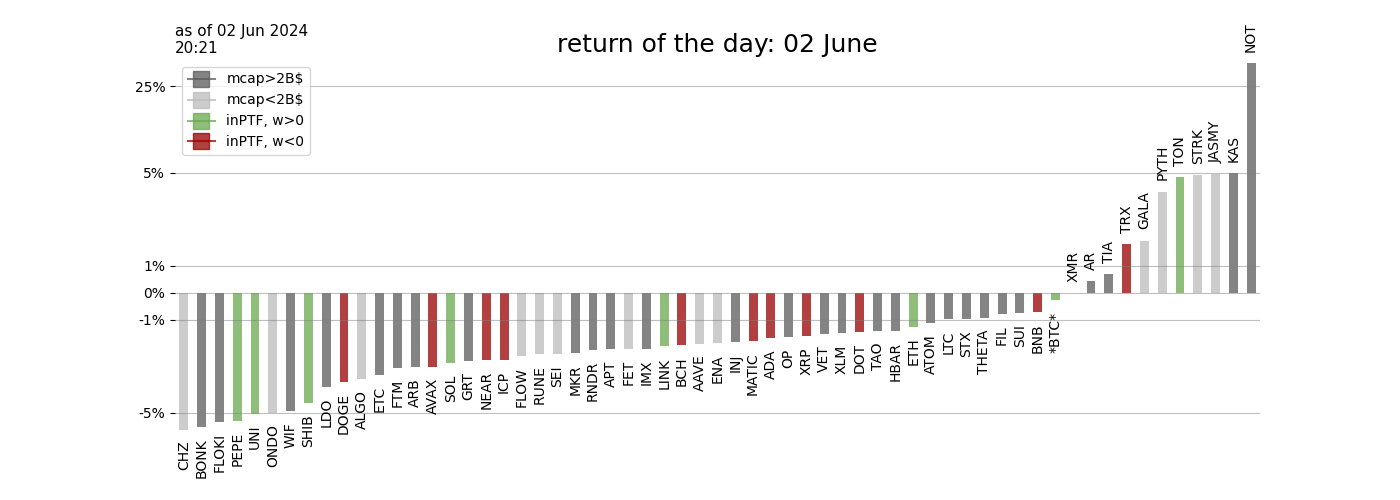 as of 02 Jun 2024
20:21
return of the day: 02 June
mcap>2B$
mcap<2B$
inPTF, w>0
inPTF, w<0
25%
5%
1%
0%
-1%
-5%
CHZ
BONK
FLOKI
PEPE
UNI
ONDO
WIF
SHIB
LDO
DOGE
ALGO
ETC
FTM
ARB
AVAX
SOL
GRT
NEAR
ICP
FLOW
RUNE
SEI
MKR
RNDR
APT
FET
IMX
LINK
BCH
AAVE
ENA
INJ
MATIC
ADA
OP
XRP
VET
XLM
DOT
TAO
HBAR
ETH
ATOM
LTC
STX
THETA
FIL
SUI
BNB
*BTC*
XMR
AR
TIA
TRX
GALA
PYTH
TON
STRK
JASMY
KAS
NOT